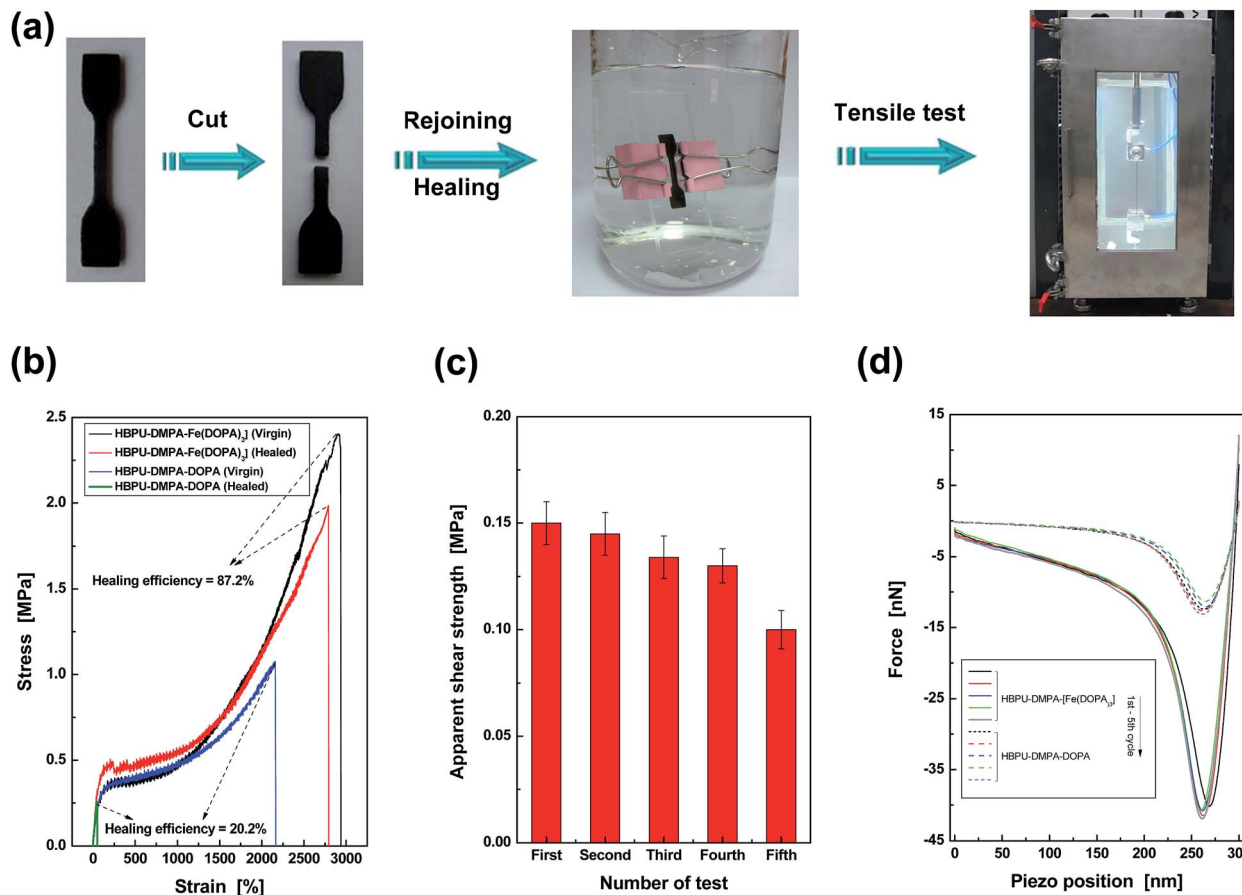 (a)
Cut
Rejoining
Healing
Tensile test
(b)
Stress [MPa]
2.5
2.0
1.5
1.0
0.5
0.0
HBPU-DMPA-Fe(DOPA)3] (Virgin)
HBPU-DMPA-Fe(DOPA)3] (Healed)
HBPU-DMPA-DOPA (Virgin)
HBPU-DMPA-DOPA (Healed)
Healing efficiency = 87.2%
Healing efficiency = 20.2%
0 500 1000 1500 2000 2500 3000
Strain [%]
(c)
Apparent shear strength [MPa]
0.20
0.15
0.10
0.05
0.00
First Second Third Fourth Fifth
Number of test
(d)
Force [nN]
15
5
-5
-15
-25
-35
-45
HBPU-DMPA-[Fe(DOPA)3]
HBPU-DMPA-DOPA
1st - 5th cycle
0 50 100 150 200 250 300
Piezo position [nm]